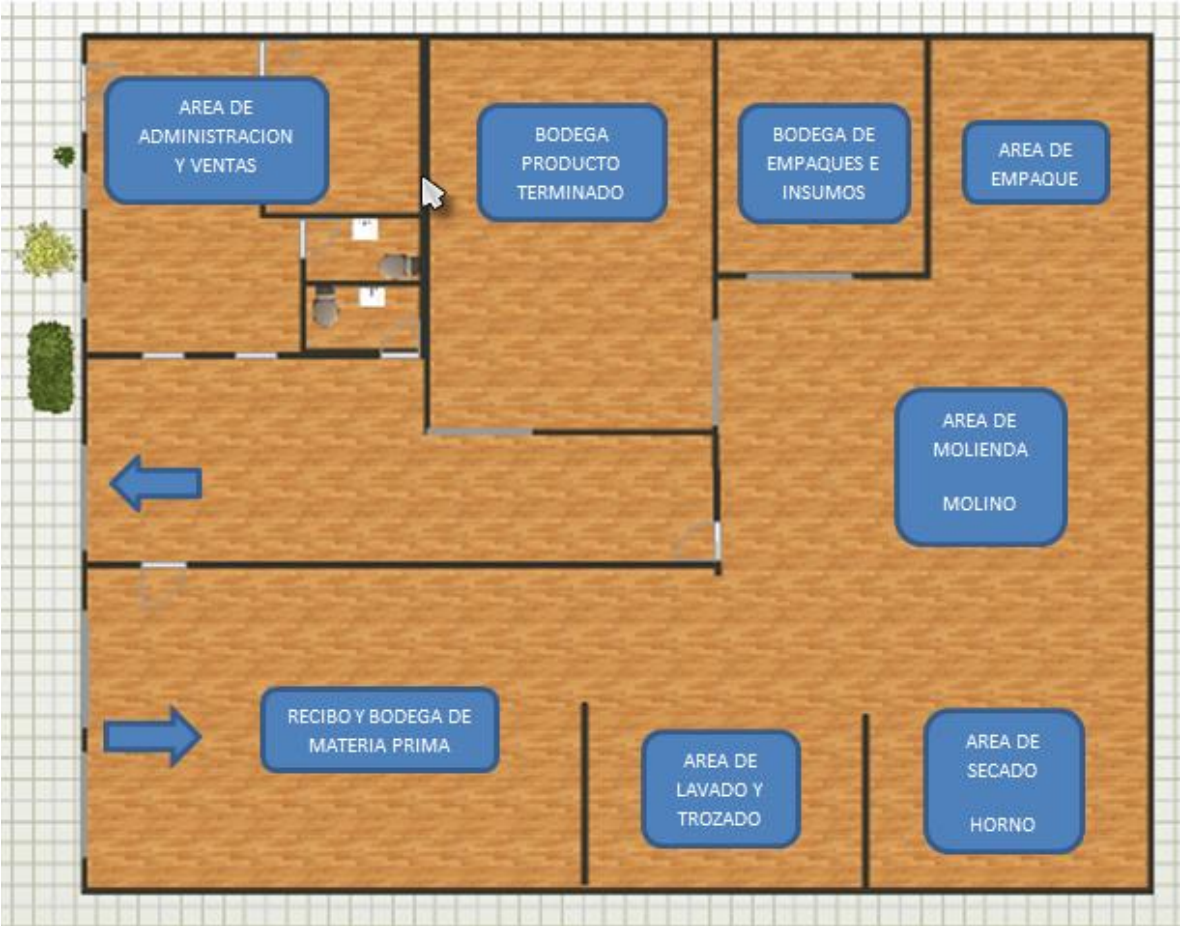 AREA DE
ADMINISTRACION
Y VENTAS
BODEGA
PRODUCTO
TERMINADO
BODEGA DE
EMPAQUES E
INSUMOS
AREA DE
EMPAQUE
AREA DE
MOLIENDA
MOLINO
RECIBO Y BODEGA DE
MATERIA PRIMA
AREA DE
LAVADO Y
TROZADO
AREA DE
SECADO
HORNO